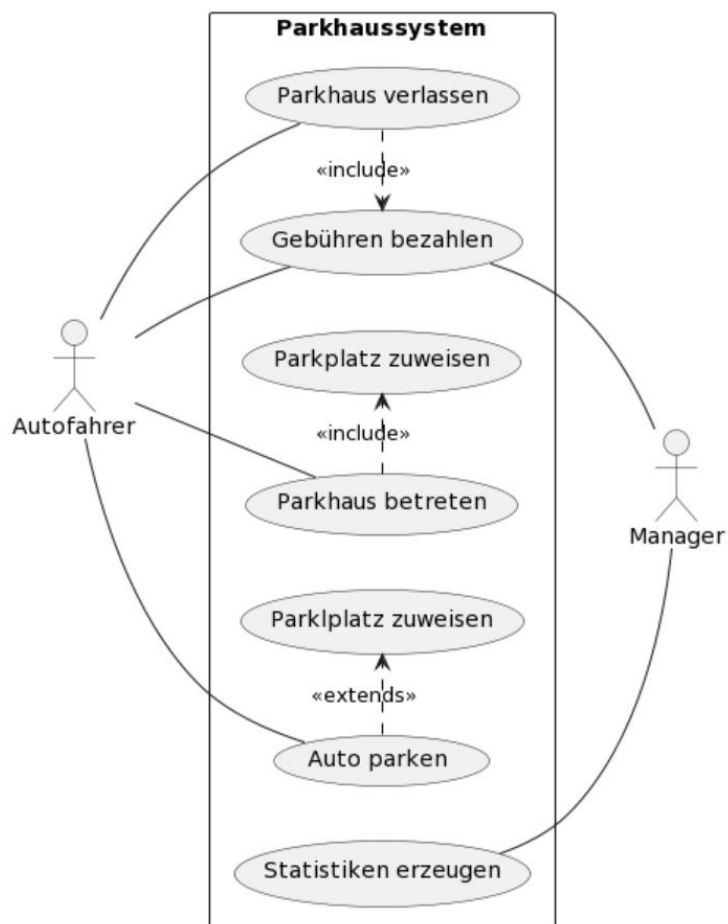 Parkhaussystem
Parkhaus verlassen
«include»
Gebühren bezahlen
Parkplatz zuweisen
Autofahrer
«include»
Manager
Parkhaus betreten
Parklplatz zuweisen
«extends»
Auto parken
Statistiken erzeugen